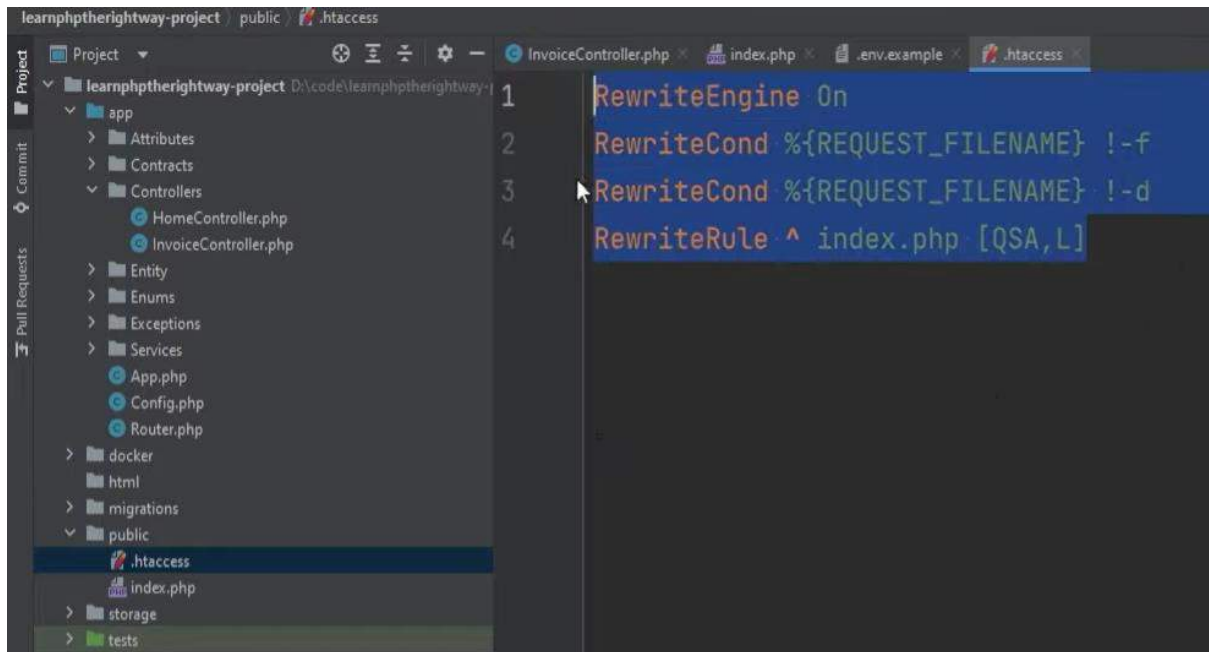 learnphptherightway-project public .htaccess
Project
InvoiceController.php index.php .env.example .htaccess
Project
Commit
Pull Requests
learnphptherightway-project D:\code\learnphptherightway-
app
Attributes
Contracts
Controllers
HomeController.php
InvoiceController.php
Entity
Enums
Exceptions
Services
App.php
Config.php
Router.php
docker
html
migrations
public
.htaccess
index.php
storage
tests
1 RewriteEngine On
2 RewriteCond %{REQUEST_FILENAME} !-f
3 RewriteCond %{REQUEST_FILENAME} !-d
4 RewriteRule ^ index.php [QSA,L]